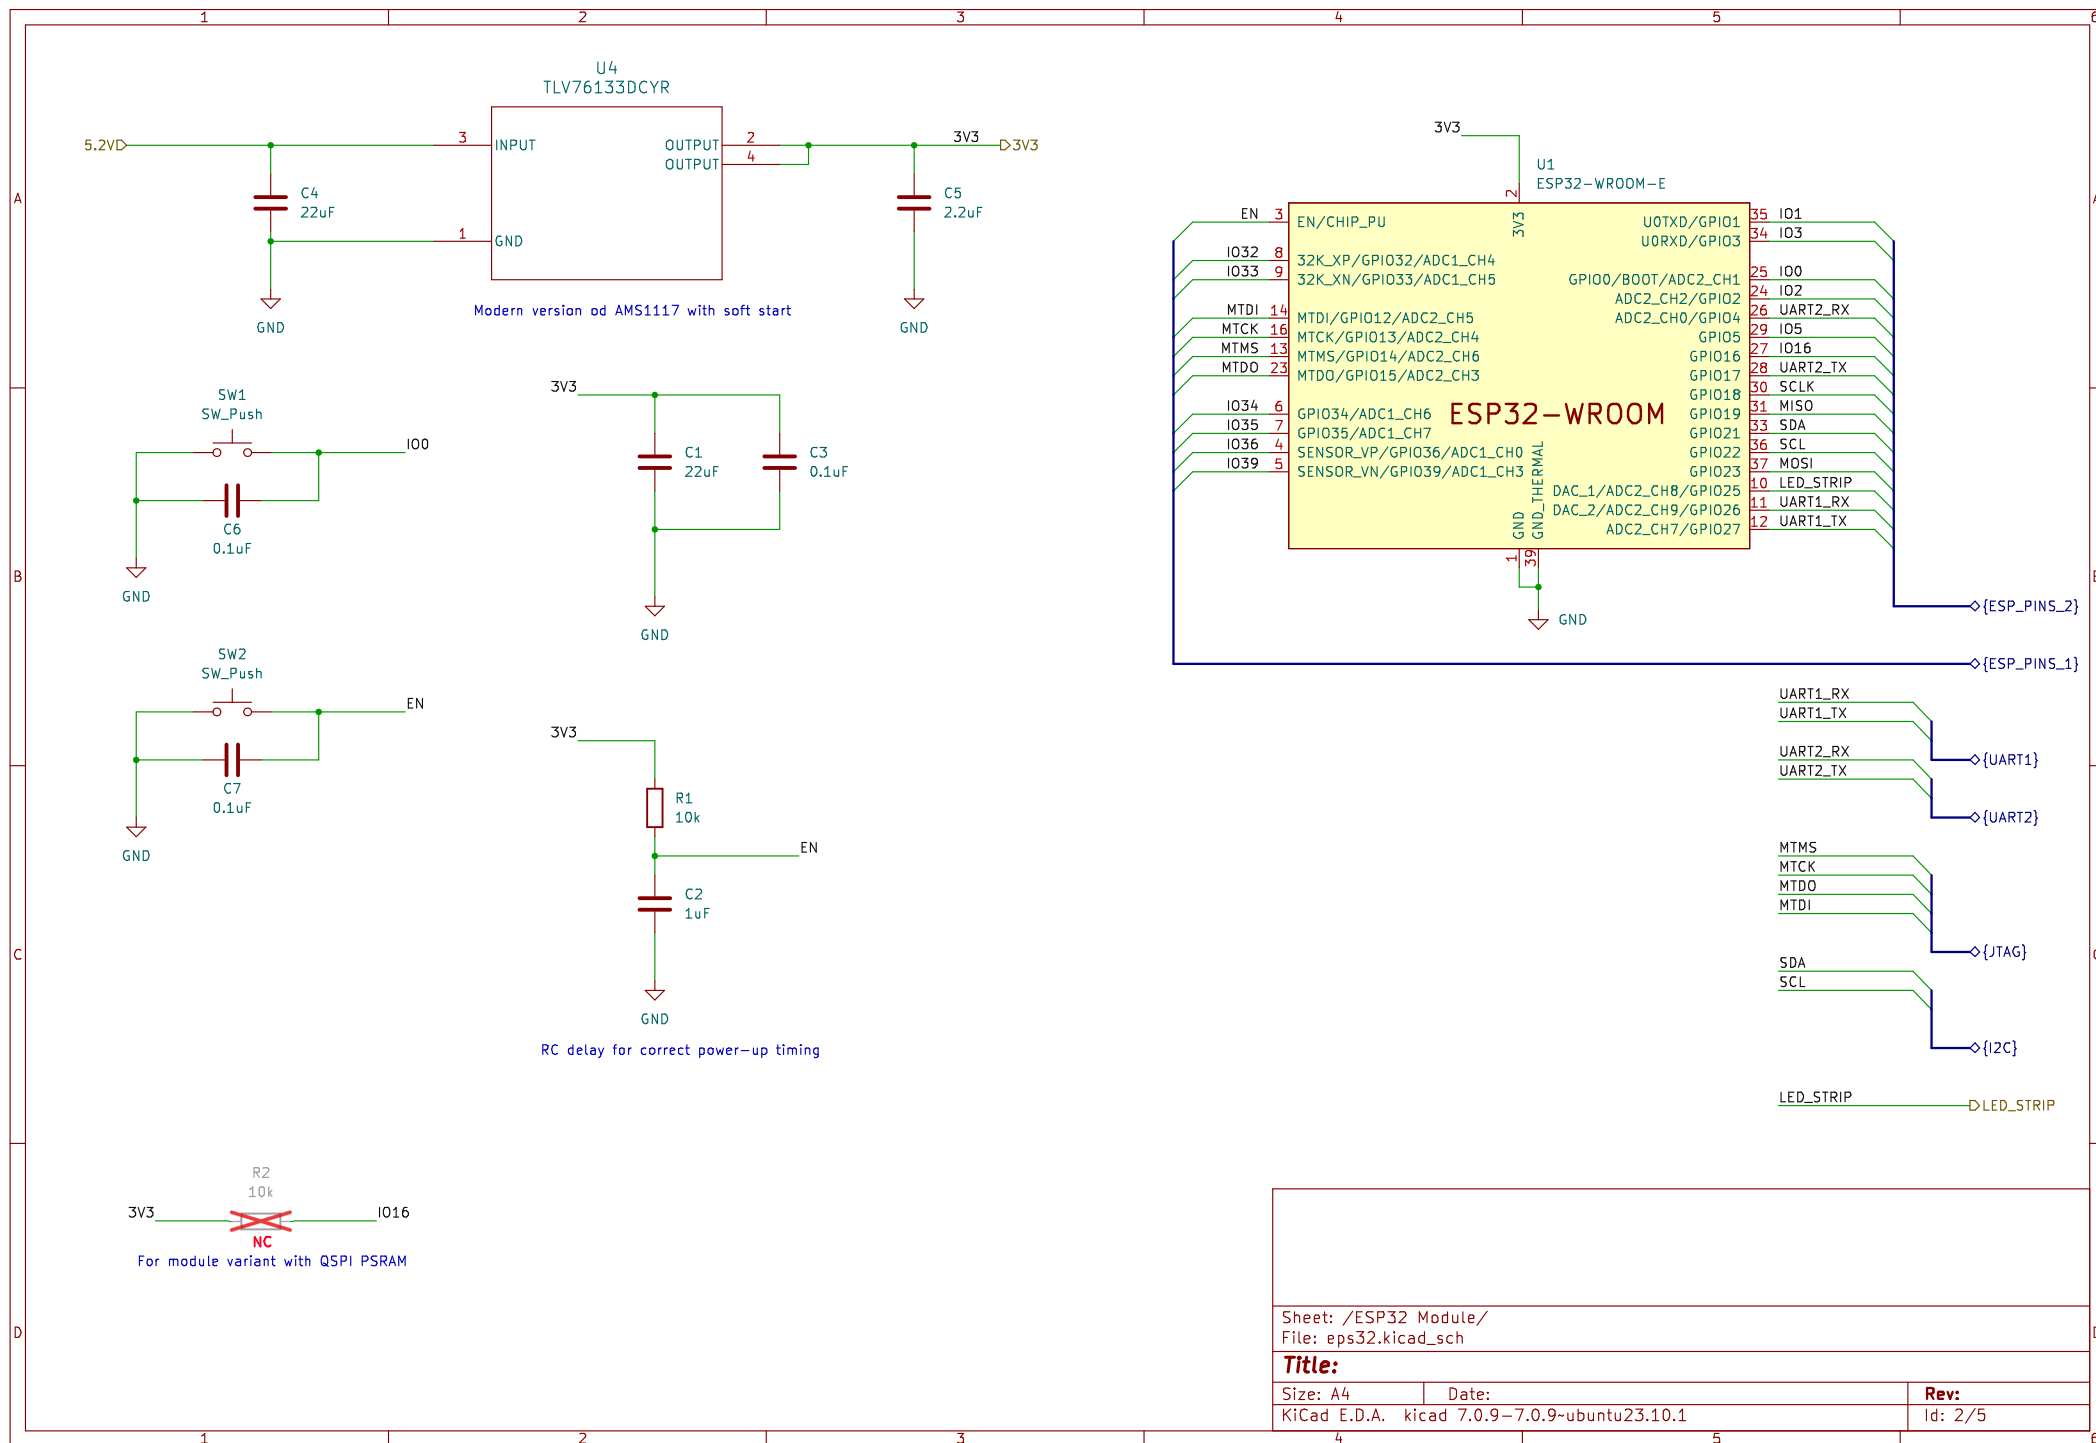 1 2 3 4 5 6
A
B
C
D
U4
TLV76133DCYR
5.2V
3 INPUT
OUTPUT 2
OUTPUT 4
1 GND
3V3
3V3
C4
22uF
C5
2.2uF
GND
GND
Modern version od AMS1117 with soft start
SW1
SW_Push
IO0
C6
0.1uF
GND
3V3
C1
22uF
C3
0.1uF
GND
SW2
SW_Push
EN
C7
0.1uF
GND
3V3
R1
10k
EN
C2
1uF
GND
RC delay for correct power-up timing
R2
10k
3V3
IO16
NC
For module variant with QSPI PSRAM
3V3
U1
ESP32-WROOM-E
2
3V3
EN 3 EN/CHIP_PU
IO32 8 32K_XP/GPIO32/ADC1_CH4
IO33 9 32K_XN/GPIO33/ADC1_CH5
MTDI 14 MTDI/GPIO12/ADC2_CH5
MTCK 16 MTCK/GPIO13/ADC2_CH4
MTMS 13 MTMS/GPIO14/ADC2_CH6
MTDO 23 MTDO/GPIO15/ADC2_CH3
IO34 6 GPIO34/ADC1_CH6
IO35 7 GPIO35/ADC1_CH7
IO36 4 SENSOR_VP/GPIO36/ADC1_CH0
IO39 5 SENSOR_VN/GPIO39/ADC1_CH3
ESP32-WROOM
U0TXD/GPIO1 35 IO1
U0RXD/GPIO3 34 IO3
GPIO0/BOOT/ADC2_CH1 25 IO0
ADC2_CH2/GPIO2 24 IO2
ADC2_CH0/GPIO4 26 UART2_RX
GPIO5 29 IO5
GPIO16 27 IO16
GPIO17 28 UART2_TX
GPIO18 30 SCLK
GPIO19 31 MISO
GPIO21 33 SDA
GPIO22 36 SCL
GPIO23 37 MOSI
DAC_1/ADC2_CH8/GPIO25 10 LED_STRIP
DAC_2/ADC2_CH9/GPIO26 11 UART1_RX
ADC2_CH7/GPIO27 12 UART1_TX
GND
GND_THERMAL
1
39
GND
{ESP_PINS_2}
{ESP_PINS_1}
UART1_RX
UART1_TX
{UART1}
UART2_RX
UART2_TX
{UART2}
MTMS
MTCK
MTDO
MTDI
{JTAG}
SDA
SCL
{I2C}
LED_STRIP
LED_STRIP
Sheet: /ESP32 Module/
File: eps32.kicad_sch
Title:
Size: A4 Date: Rev:
KiCad E.D.A. kicad 7.0.9-7.0.9~ubuntu23.10.1 Id: 2/5
1 2 3 4 5 6